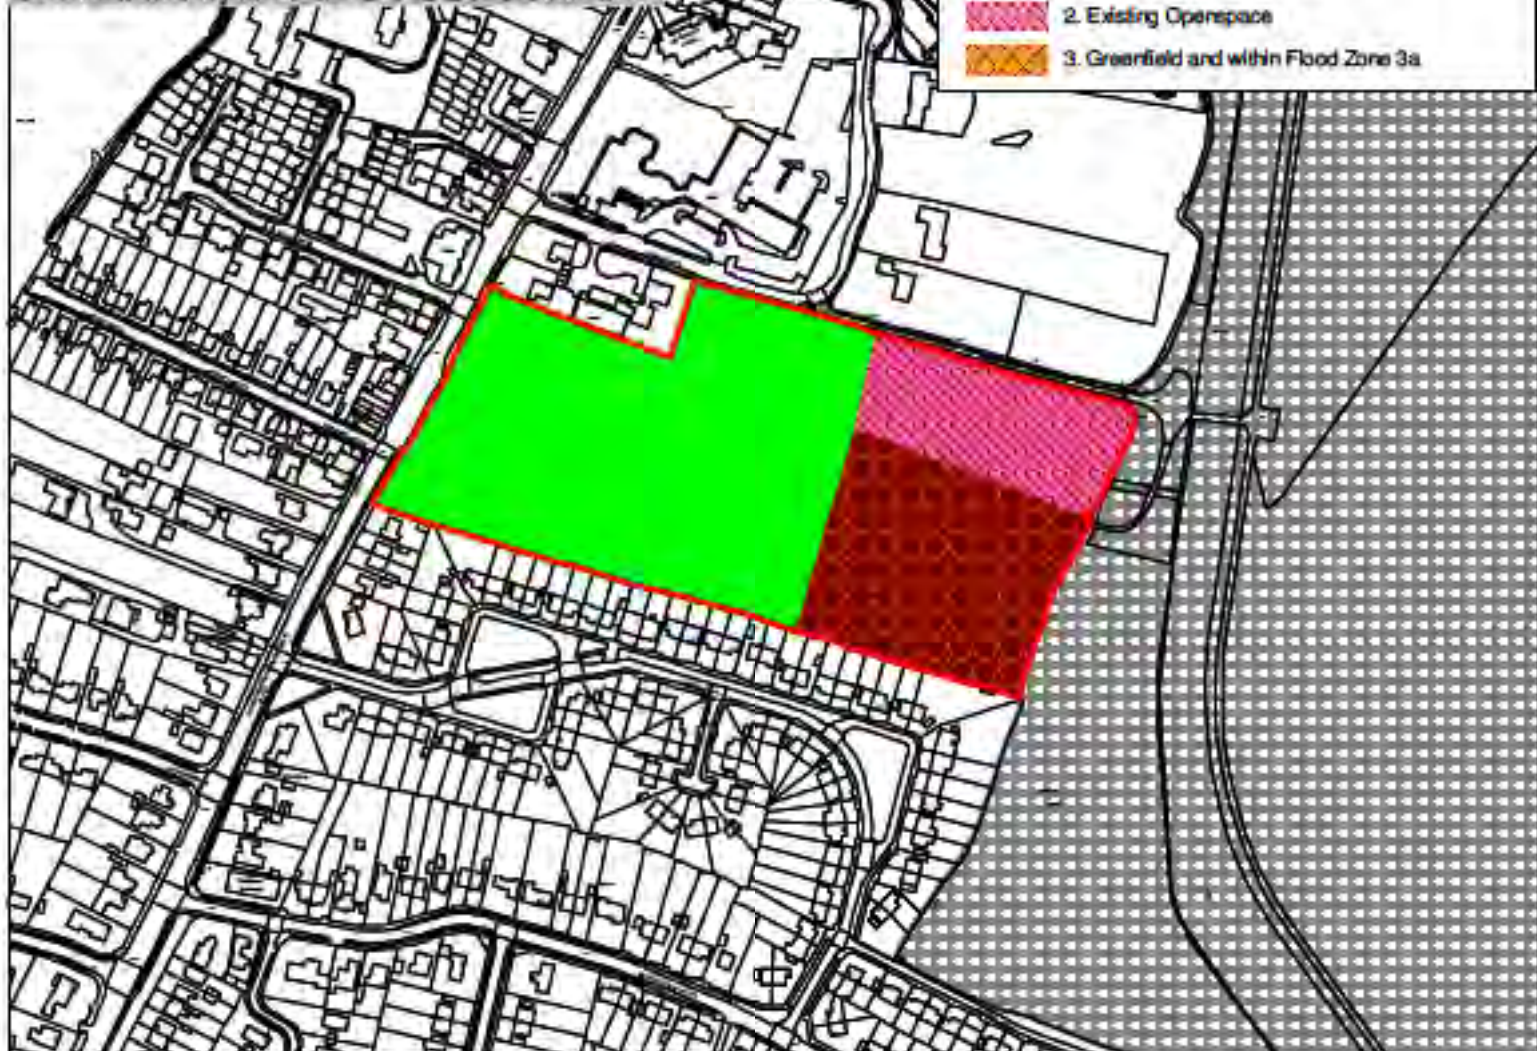 2. Existing Openspace
3. Greenfield and within Flood Zone 3a